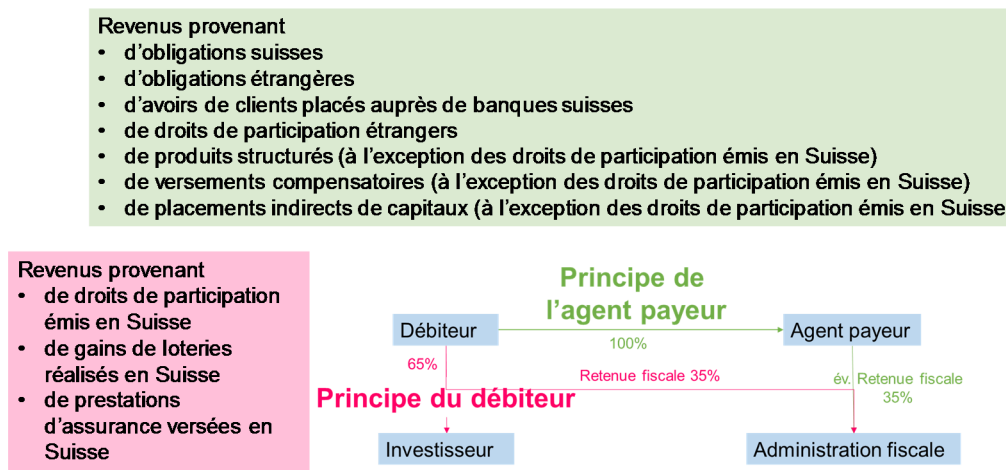 Revenus provenant
• d'obligations suisses
• d'obligations étrangères
• d'avoirs de clients placés auprès de banques suisses
• de droits de participation étrangers
• de produits structurés (à l'exception des droits de participation émis en Suisse)
• de versements compensatoires (à l'exception des droits de participation émis en Suisse)
• de placements indirects de capitaux (à l'exception des droits de participation émis en Suisse
Revenus provenant
• de droits de participation
émis en Suisse
• de gains de loteries
réalisés en Suisse
• de prestations
d'assurance versées en
Suisse
Principe de
l'agent payeur
Débiteur
Agent payeur
100%
65%
Retenue fiscale 35%
év. Retenue fiscale
35%
Principe du débiteur
Investisseur
Administration fiscale